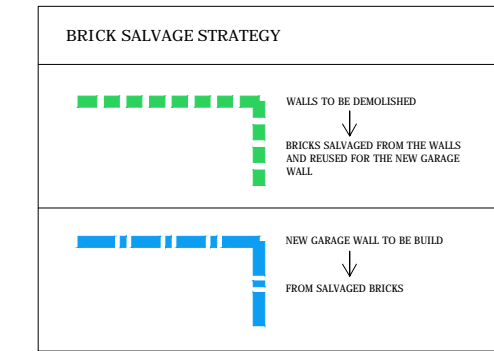 BRICK SALVAGE STRATEGY
WALLS TO BE DEMOLISHED
BRICKS SALVAGED FROM THE WALLS
AND REUSED FOR THE NEW GARAGE
WALL
NEW GARAGE WALL TO BE BUILD
FROM SALVAGED BRICKS